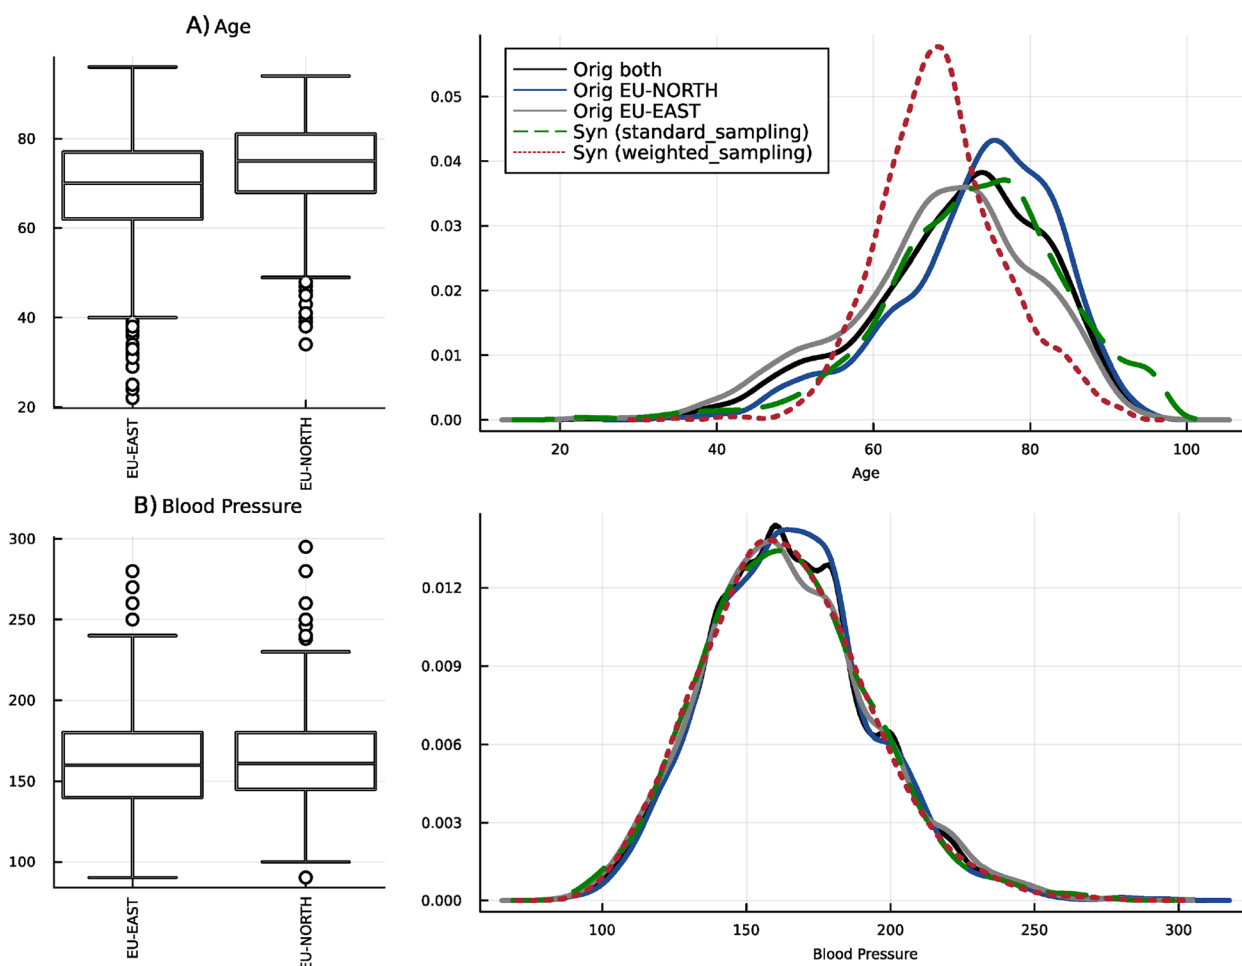 A) Age
80
60
40
20
EU-EAST
EU-NORTH
Orig both
Orig EU-NORTH
Orig EU-EAST
Syn (standard_sampling)
Syn (weighted_sampling)
0.05
0.04
0.03
0.02
0.01
0.00
20 40 60 80 100
Age
B) Blood Pressure
300
250
200
150
100
EU-EAST
EU-NORTH
0.012
0.009
0.006
0.003
0.000
100 150 200 250 300
Blood Pressure